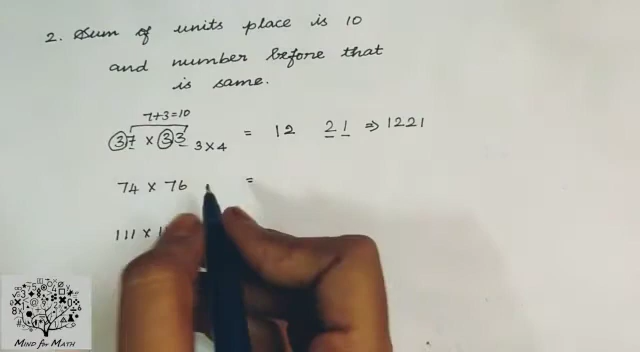 2. Sum of units place is 10
and number before that
is same.
7+3=10
37 × 33 3×4 = 12 21 ⇒ 1221
74 × 76 =
111 ×
MIND for MATH